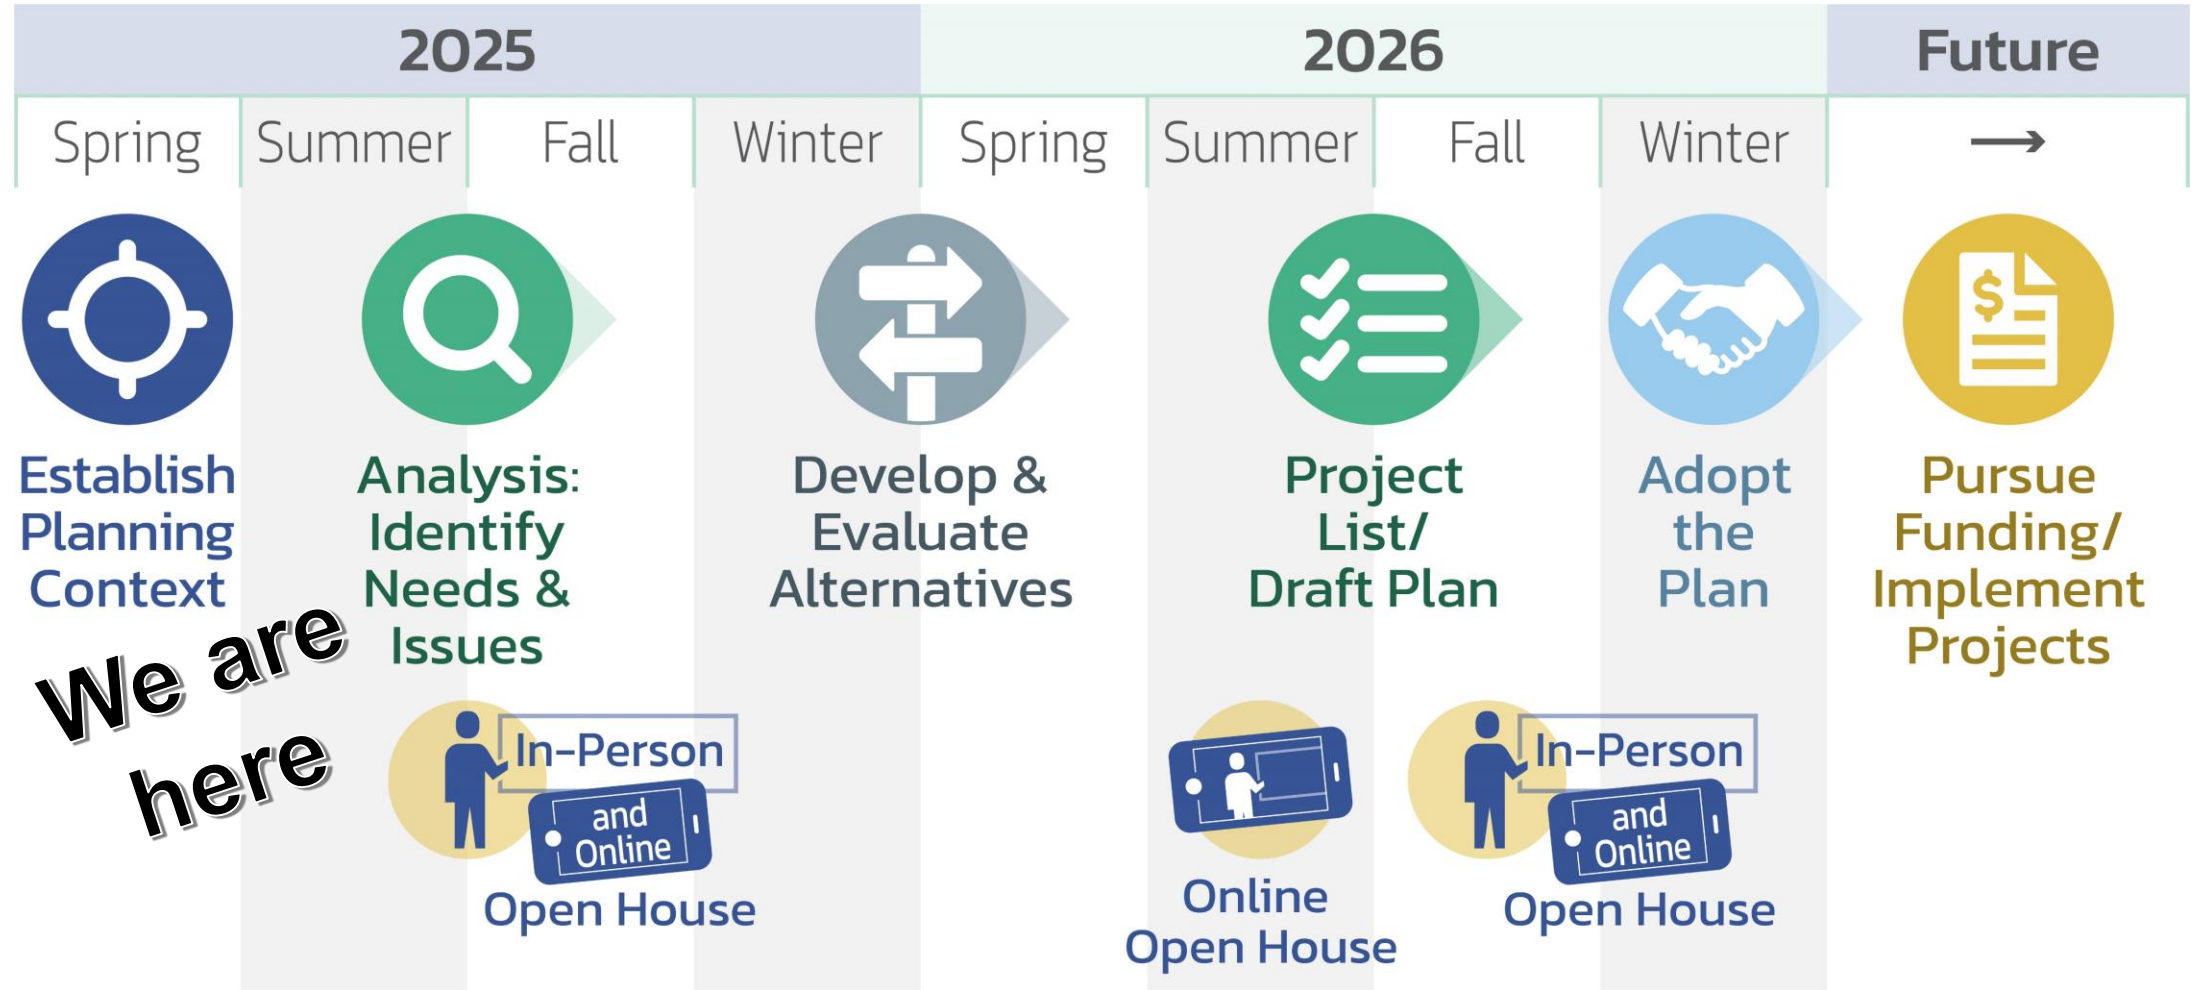 2025 2026 Future
Spring Summer Fall Winter Spring Summer Fall Winter →
Establish
Planning
Context
Analysis:
Identify
Needs &
Issues
Develop &
Evaluate
Alternatives
Project
List/
Draft Plan
Adopt
the
Plan
Pursue
Funding/
Implement
Projects
We are
here
In-Person
and
Online
Open House
Online
Open House
In-Person
and
Online
Open House